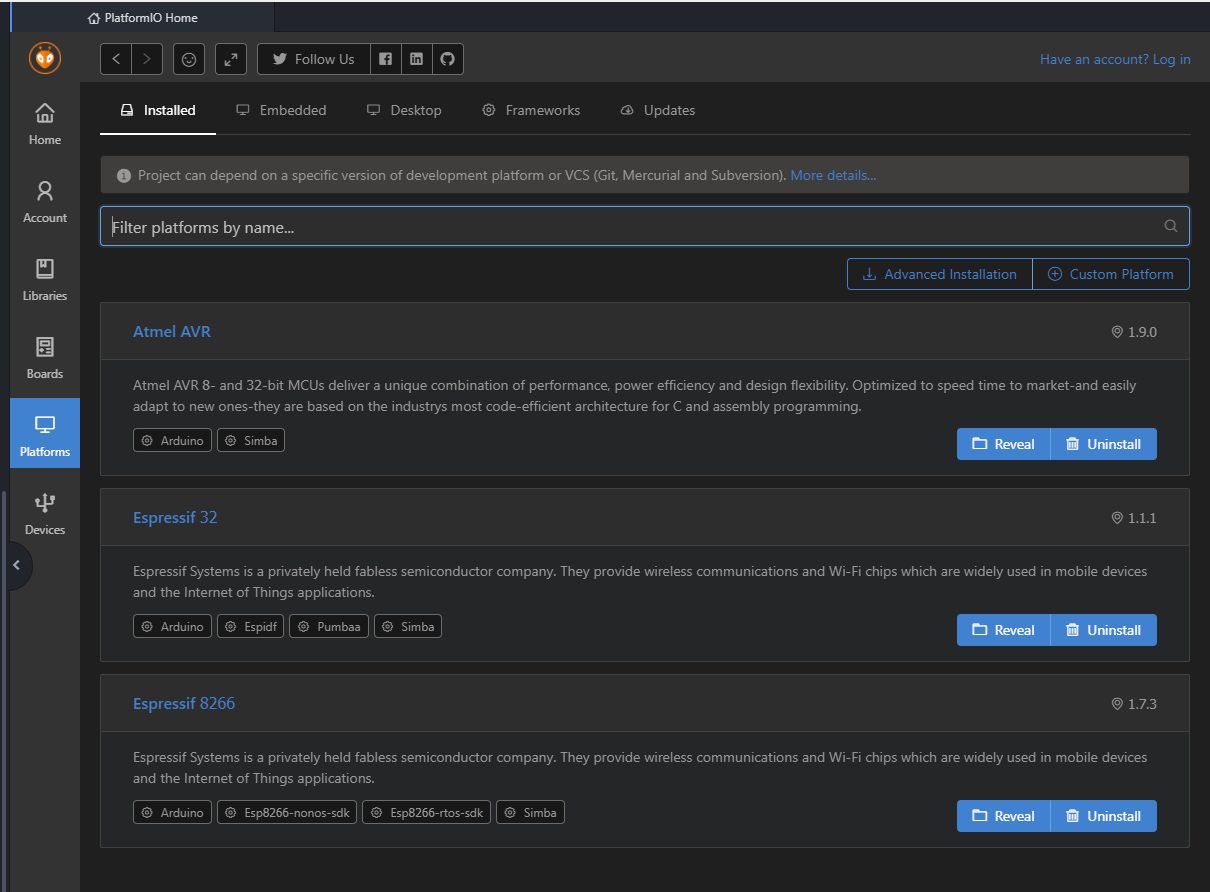 PlatformIO Home
Follow Us
Have an account? Log in
Home
Account
Libraries
Boards
Platforms
Devices
Installed Embedded Desktop Frameworks Updates
Project can depend on a specific version of development platform or VCS (Git, Mercurial and Subversion). More details...
Filter platforms by name...
Advanced Installation Custom Platform
Atmel AVR 1.9.0
Atmel AVR 8- and 32-bit MCUs deliver a unique combination of performance, power efficiency and design flexibility. Optimized to speed time to market-and easily
adapt to new ones-they are based on the industrys most code-efficient architecture for C and assembly programming.
Arduino Simba
Reveal Uninstall
Espressif 32 1.1.1
Espressif Systems is a privately held fabless semiconductor company. They provide wireless communications and Wi-Fi chips which are widely used in mobile devices
and the Internet of Things applications.
Arduino Espidf Pumbaa Simba
Reveal Uninstall
Espressif 8266 1.7.3
Espressif Systems is a privately held fabless semiconductor company. They provide wireless communications and Wi-Fi chips which are widely used in mobile devices
and the Internet of Things applications.
Arduino Esp8266-nonos-sdk Esp8266-rtos-sdk Simba
Reveal Uninstall